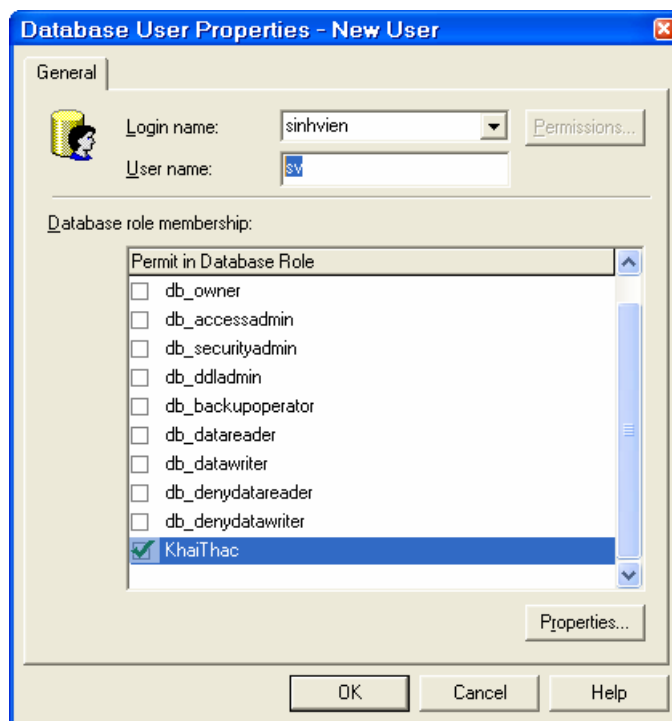 Database User Properties - New User
General
Login name: sinhvien Permissions...
User name: sv
Database role membership:
Permit in Database Role
db_owner
db_accessadmin
db_securityadmin
db_ddladmin
db_backupoperator
db_datareader
db_datawriter
db_denydatareader
db_denydatawriter
KhaiThac
Properties...
OK Cancel Help